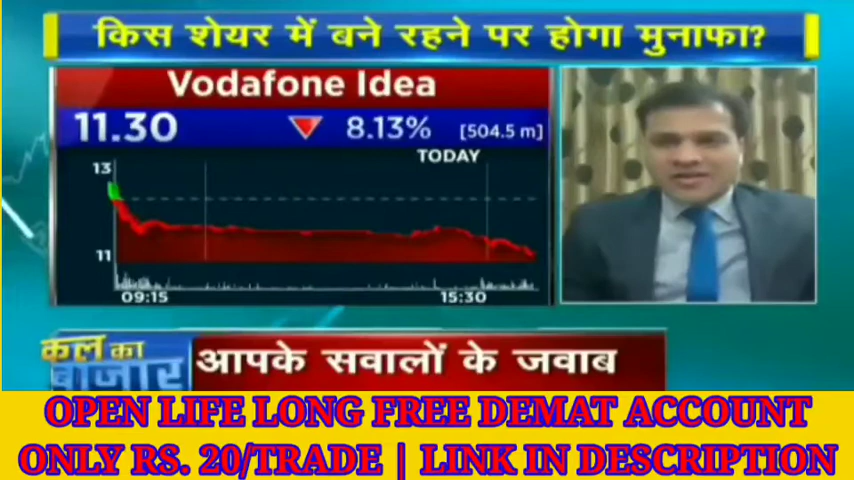 किस शेयर में बने रहने पर होगा मुनाफा?
Vodafone Idea
11.30 ▼ 8.13% [504.5 m]
TODAY
13
11
09:15 15:30
कल का
बाज़ार
आपके सवालों के जवाब
OPEN LIFE LONG FREE DEMAT ACCOUNT
ONLY RS. 20/TRADE | LINK IN DESCRIPTION